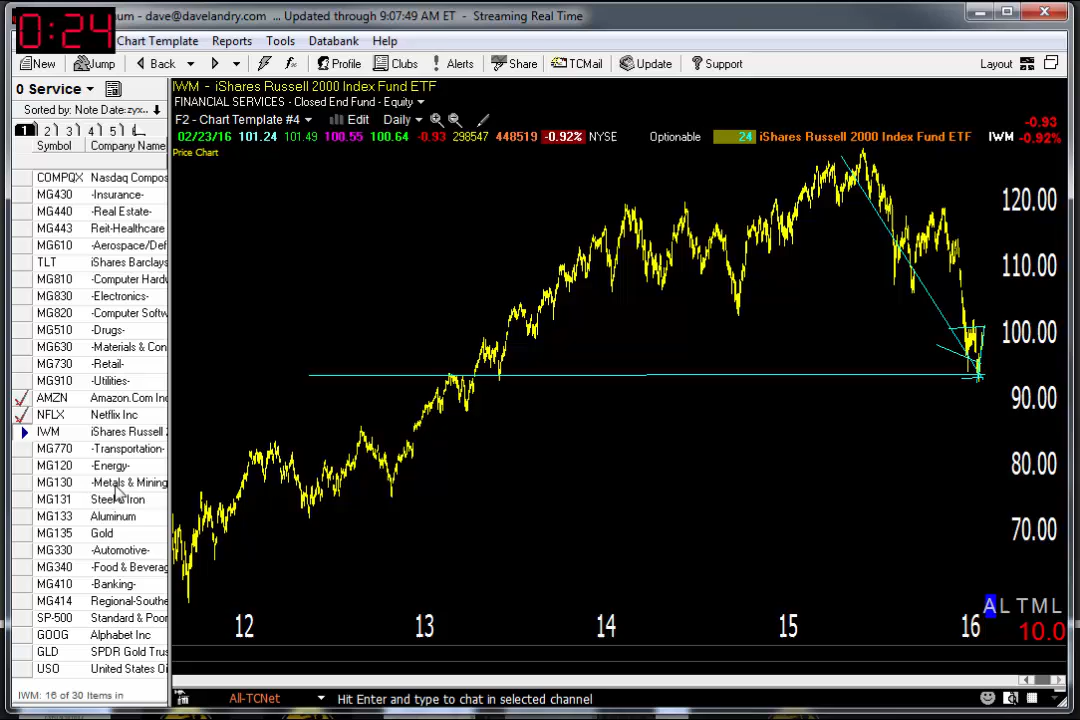 0:24
um - dave@davelandry.com ... Updated through 9:07:49 AM ET - Streaming Real Time
Chart Template Reports Tools Databank Help
New Jump Back Profile Clubs Alerts Share TCMail Update Support Layout
0 Service
Sorted by: Note Date:zyx..
1 2 3 4 5
Symbol Company Name
COMPQX Nasdaq Compos
MG430 -Insurance-
MG440 -Real Estate-
MG443 Reit-Healthcare
MG610 -Aerospace/Def
TLT iShares Barclays
MG810 -Computer Hardw
MG830 -Electronics-
MG820 -Computer Softw
MG510 -Drugs-
MG630 -Materials & Con
MG730 -Retail-
MG910 -Utilities-
AMZN Amazon.Com Inc
NFLX Netflix Inc
IWM iShares Russell 2
MG770 -Transportation-
MG120 -Energy-
MG130 -Metals & Mining
MG131 Steel & Iron
MG133 Aluminum
MG135 Gold
MG330 -Automotive-
MG340 -Food & Beverag
MG410 -Banking-
MG414 Regional-Southe
SP-500 Standard & Poor
GOOG Alphabet Inc
GLD SPDR Gold Trus
USO United States Oi
IWM: 16 of 30 Items in
IWM - iShares Russell 2000 Index Fund ETF
FINANCIAL SERVICES - Closed End Fund - Equity
F2 - Chart Template #4 Edit Daily
02/23/16 101.24 101.49 100.55 100.64 -0.93 298547 448519 -0.92% NYSE Optionable 24 iShares Russell 2000 Index Fund ETF IWM
-0.93
-0.92%
Price Chart
120.00
110.00
100.00
90.00
80.00
70.00
A L T M L
10.0
12 13 14 15 16
All-TCNet Hit Enter and type to chat in selected channel